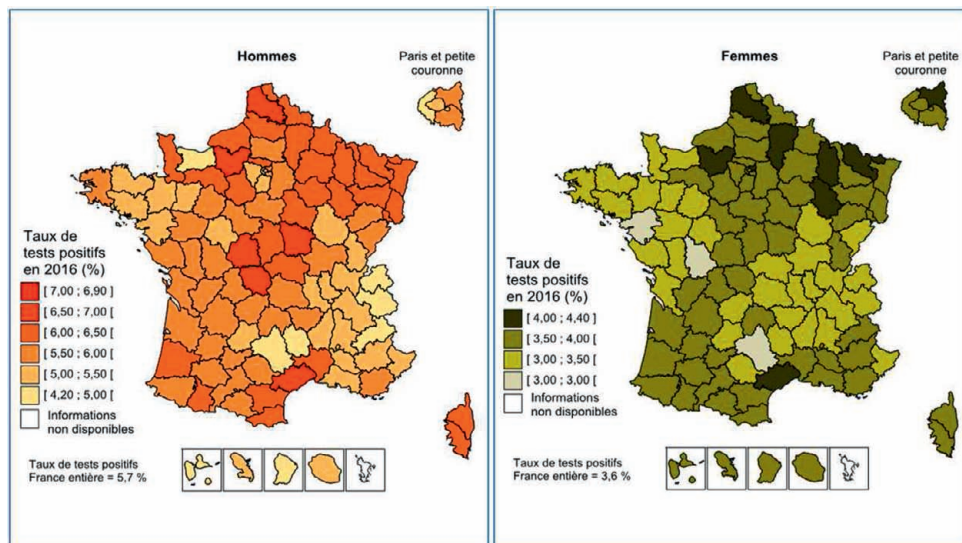 Hommes
Paris et petite
couronne
Taux de
tests positifs
en 2016 (%)
[ 7,00 ; 6,90 [
[ 6,50 ; 7,00 [
[ 6,00 ; 6,50 [
[ 5,50 ; 6,00 [
[ 5,00 ; 5,50 [
[ 4,20 ; 5,00 [
Informations
non disponibles
Taux de tests positifs
France entière = 5,7 %
Femmes
Paris et petite
couronne
Taux de
tests positifs
en 2016 (%)
[ 4,00 ; 4,40 ]
[ 3,50 ; 4,00 [
[ 3,00 ; 3,50 [
[ 3,00 ; 3,00 [
Informations
non disponibles
Taux de tests positifs
France entière = 3,6 %